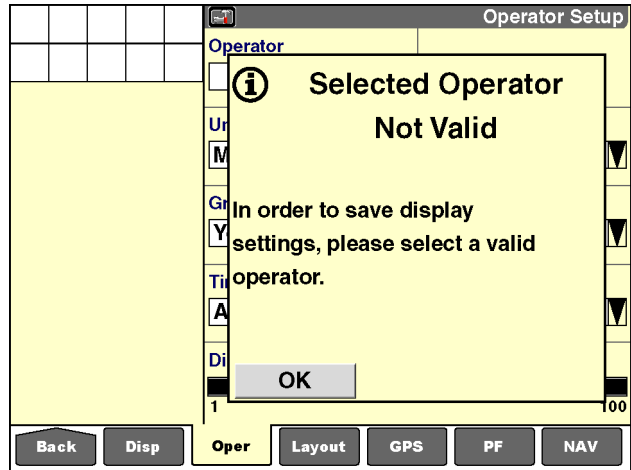 Operator Setup
Operator
Selected Operator
Not Valid
In order to save display
settings, please select a valid
operator.
OK
1
100
Back
Disp
Oper
Layout
GPS
PF
NAV